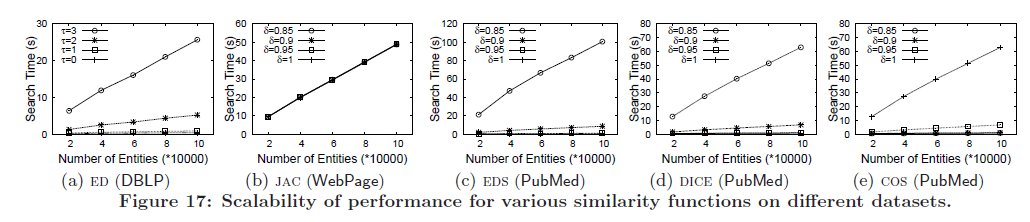 30
20
10
0
τ=3
τ=2
τ=1
τ=0
Search Time (s)
2 4 6 8 10
Number of Entities (*10000)
(a) ED (DBLP)
60
50
40
30
20
10
0
δ=0.85
δ=0.9
δ=0.95
δ=1
Search Time (s)
2 4 6 8 10
Number of Entities (*10000)
(b) JAC (WebPage)
120
100
80
60
40
20
0
δ=0.85
δ=0.9
δ=0.95
δ=1
Search Time (s)
2 4 6 8 10
Number of Entities (*10000)
(c) EDS (PubMed)
80
70
60
50
40
30
20
10
0
δ=0.85
δ=0.9
δ=0.95
δ=1
Search Time (s)
2 4 6 8 10
Number of Entities (*10000)
(d) DICE (PubMed)
80
70
60
50
40
30
20
10
0
δ=0.85
δ=0.9
δ=0.95
δ=1
Search Time (s)
2 4 6 8 10
Number of Entities (*10000)
(e) COS (PubMed)
Figure 17: Scalability of performance for various similarity functions on different datasets.